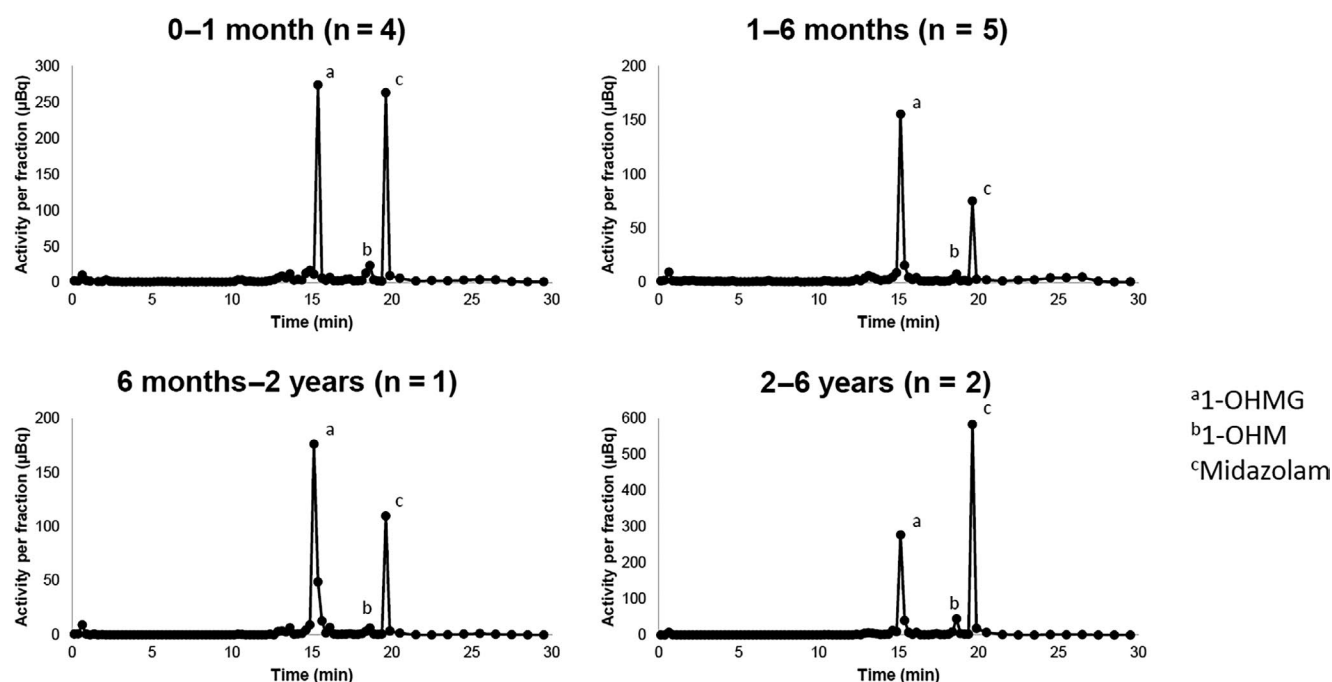 0–1 month (n = 4)
Activity per fraction (µBq)
300
250
200
150
100
50
0
a
b
c
0 5 10 15 20 25 30
Time (min)
1–6 months (n = 5)
Activity per fraction (µBq)
200
150
100
50
0
a
b
c
0 5 10 15 20 25 30
Time (min)
6 months–2 years (n = 1)
Activity per fraction (µBq)
200
150
100
50
0
a
b
c
0 5 10 15 20 25 30
Time (min)
2–6 years (n = 2)
Activity per fraction (µBq)
600
500
400
300
200
100
0
a
b
c
0 5 10 15 20 25 30
Time (min)
ᵃ1-OHMG
ᵇ1-OHM
ᶜMidazolam